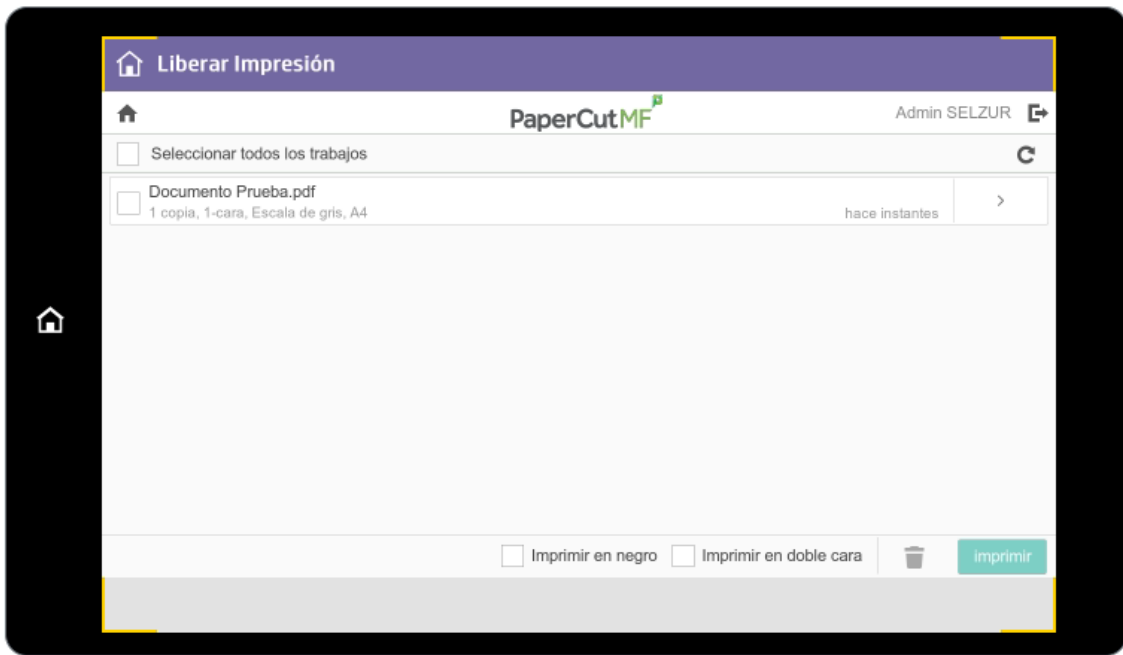 Liberar Impresión
PaperCutMF
Admin SELZUR
Seleccionar todos los trabajos
Documento Prueba.pdf
1 copia, 1-cara, Escala de gris, A4
hace instantes
Imprimir en negro
Imprimir en doble cara
imprimir